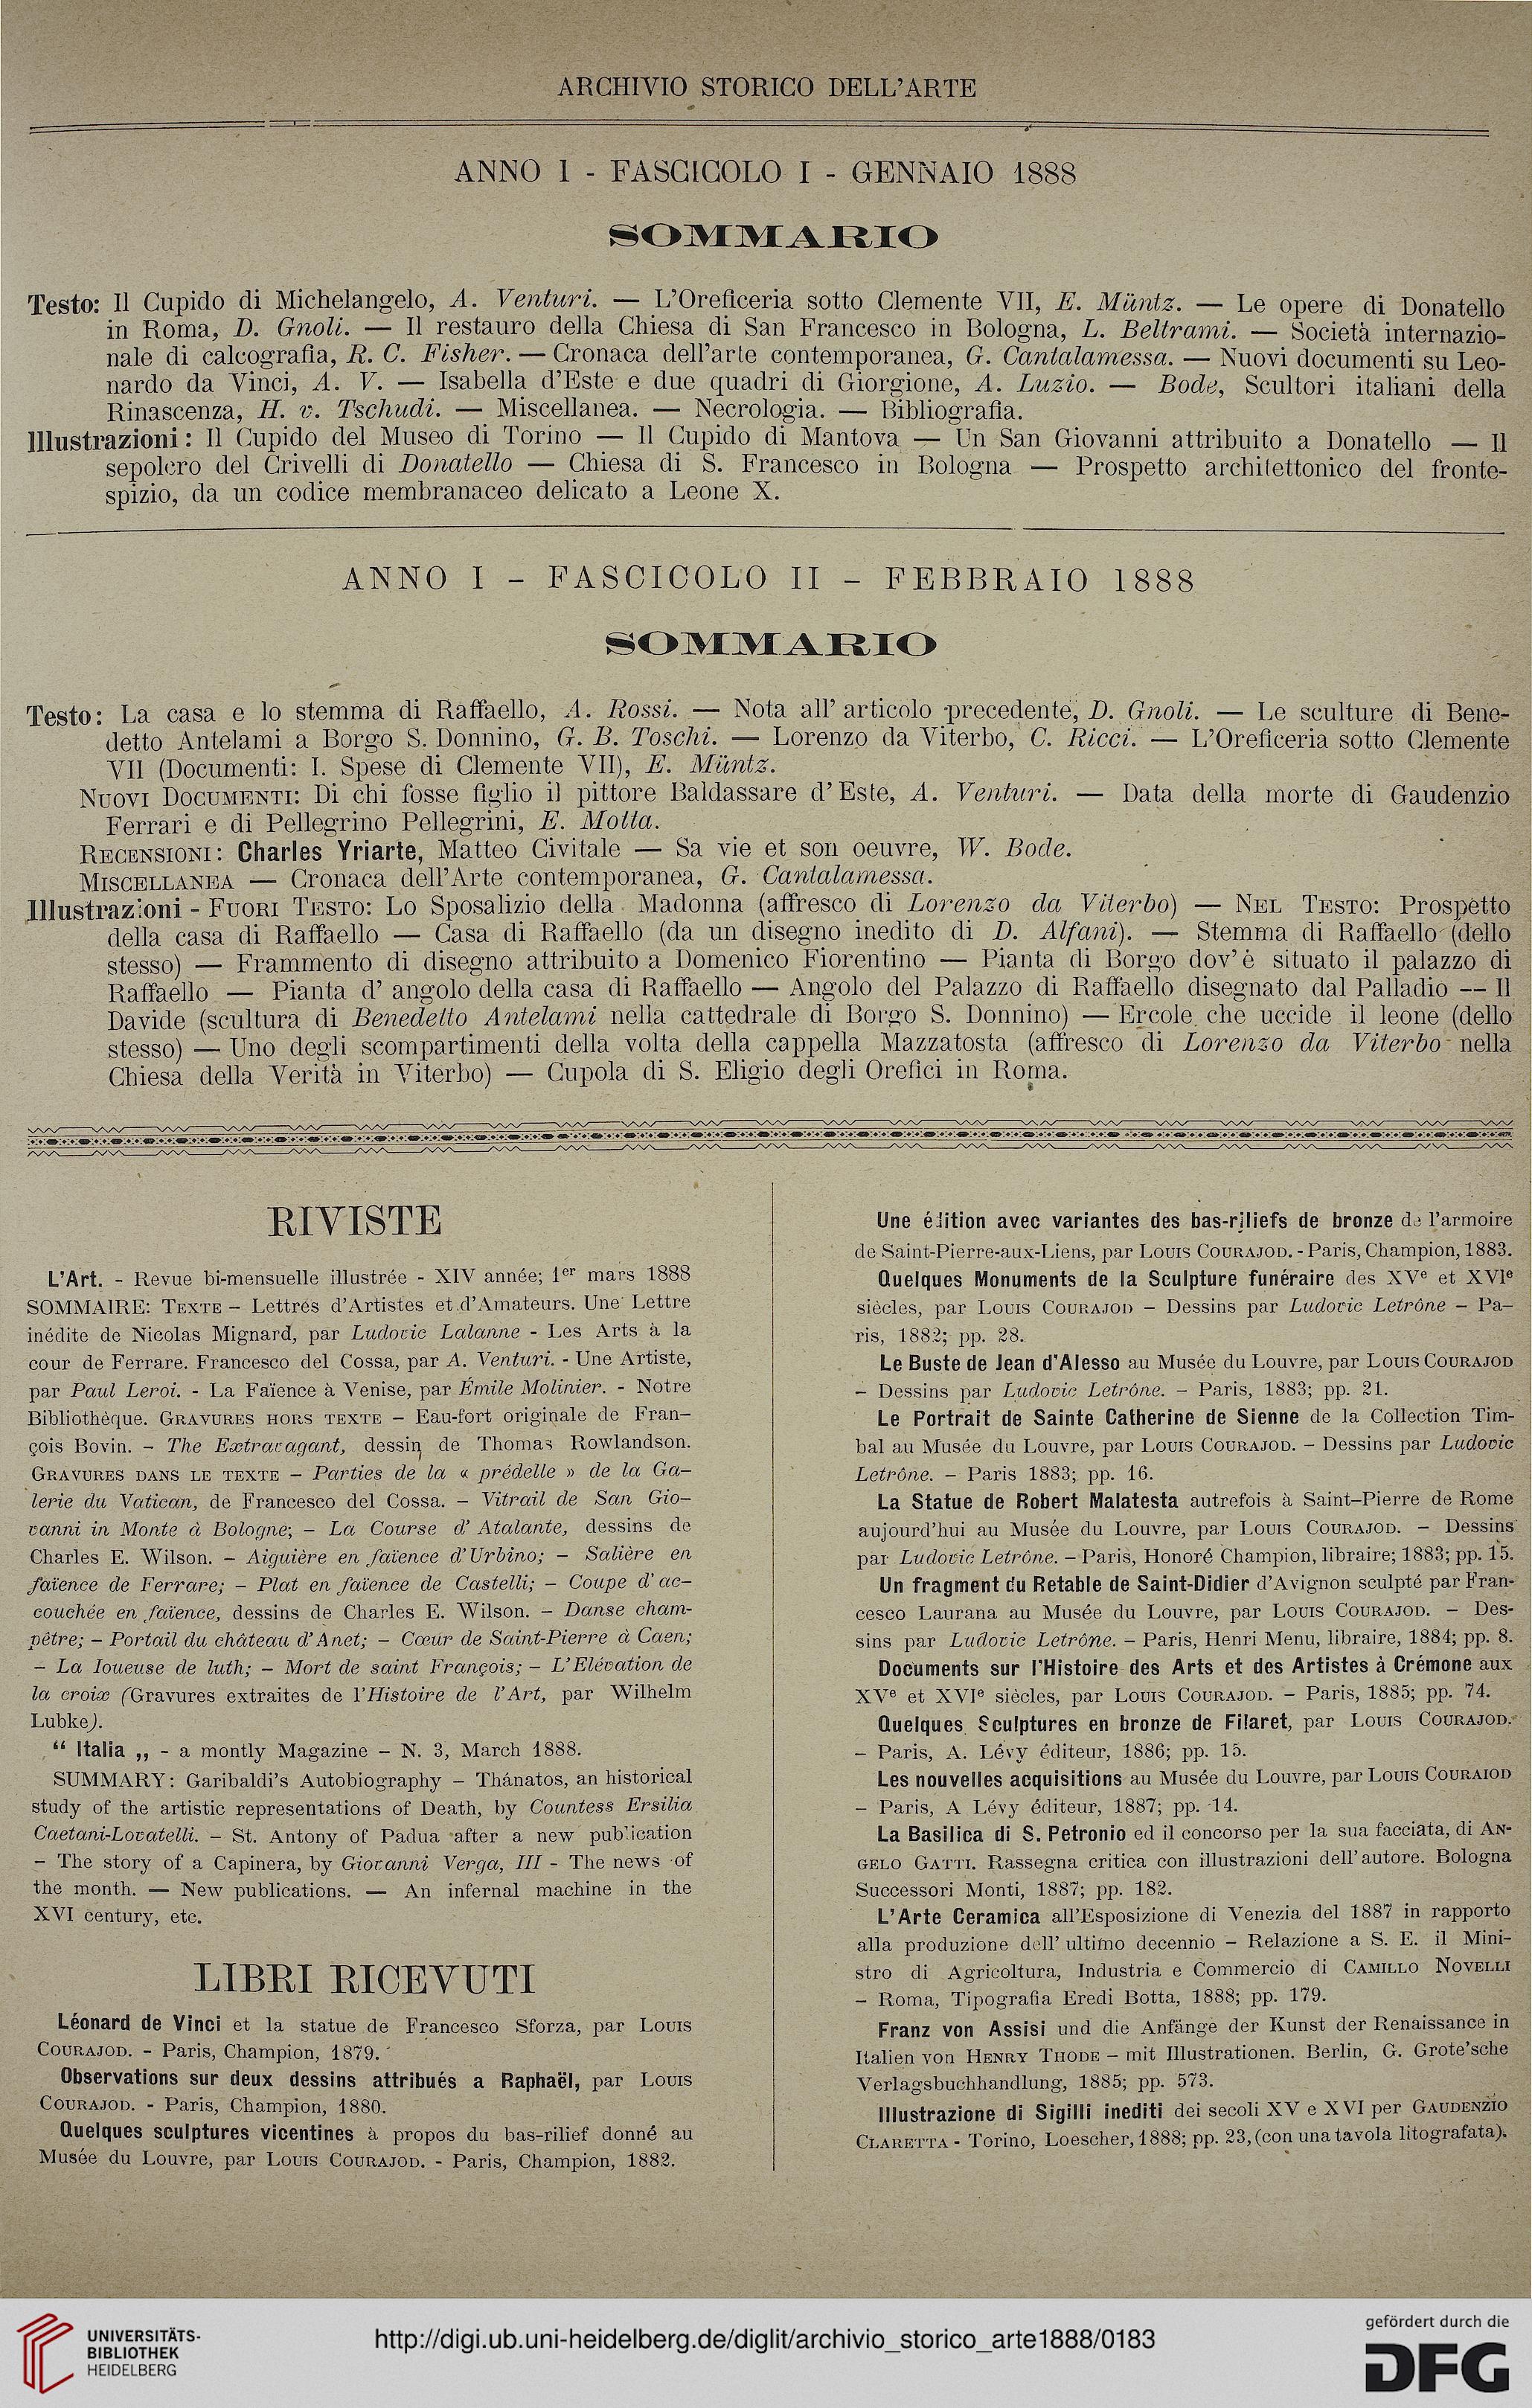 ARCHIVIO STORICO DELL'ARTE
ANNO I - FASCICOLO I - GENNAIO 1888
SOMMARIO
Testo: Il Cupido di Michelangelo, A. Venturi. — L'Oreficeria sotto Clemente VII, E. Müntz. — Le opere di Donatello
in Roma, D. Gnoli. — Il restauro della Chiesa di San Francesco in Bologna, L. Beltrami. — Società internazio-
nale di calcografia, R. C. Fisher. — Cronaca dell'arte contemporanea, G. Cantalamessa. — Nuovi documenti su Leo-
nardo da Vinci, A. V. — Isabella d'Este e due quadri di Giorgione, A. Luzio. — Bode, Scultori italiani della
Rinascenza, H. v. Tschudi. — Miscellanea. — Necrologia. — Bibliografia.
Illustrazioni: Il Cupido del Museo di Torino — Il Cupido di Mantova — Un San Giovanni attribuito a Donatello — Il
sepolcro del Crivelli di Donatello — Chiesa di S. Francesco in Bologna — Prospetto architettonico del fronte-
spizio, da un codice membranaceo delicato a Leone X.
ANNO I - FASCICOLO II - FEBBRAIO 1888
SOMMARIO
Testo: La casa e lo stemma di Raffaello, A. Rossi. — Nota all' articolo precedente, D. Gnoli. — Le sculture di Bene-
detto Antelami a Borgo S. Donnino, G. B. Toschi. — Lorenzo da Viterbo, C. Ricci. — L'Oreficeria sotto Clemente
VII (Documenti: I. Spese di Clemente VII), E. Müntz.
NUOVI DOCUMENTI: Di chi fosse figlio il pittore Baldassare d'Este, A. Venturi. — Data della morte di Gaudenzio
Ferrari e di Pellegrino Pellegrini, E. Motta.
RECENSIONI: Charles Yriarte, Matteo Civitale — Sa vie et son oeuvre, W. Bode.
MISCELLANEA — Cronaca dell'Arte contemporanea, G. Cantalamessa.
Illustrazioni - FUORI TESTO: Lo Sposalizio della Madonna (affresco di Lorenzo da Viterbo) — NEL TESTO: Prospetto
della casa di Raffaello — Casa di Raffaello (da un disegno inedito di D. Alfani). — Stemma di Raffaello (dello
stesso) — Frammento di disegno attribuito a Domenico Fiorentino — Pianta di Borgo dov'è situato il palazzo di
Raffaello — Pianta d' angolo della casa di Raffaello — Angolo del Palazzo di Raffaello disegnato dal Palladio — Il
Davide (scultura di Benedetto Antelami nella cattedrale di Borgo S. Donnino) — Ercole che uccide il leone (dello
stesso) — Uno degli scompartimenti della volta della cappella Mazzatosta (affresco di Lorenzo da Viterbo nella
Chiesa della Verità in Viterbo) — Cupola di S. Eligio degli Orefici in Roma.
RIVISTE
L'Art. - Revue bi-mensuelle illustrée - XIV année; 1er mars 1888
SOMMAIRE: TEXTE - Lettres d'Artistes et d'Amateurs. Une Lettre
inédite de Nicolas Mignard, par Ludovic Lalanne - Les Arts à la
cour de Ferrare. Francesco del Cossa, par A. Venturi. - Une Artiste,
par Paul Leroi. - La Faïence à Venise, par Émile Molinier. - Notre
Bibliothèque. GRAVURES HORS TEXTE - Eau-fort originale de Fran-
çois Bovin. - The Extravagant, dessin de Thomas Rowlandson.
GRAVURES DANS LE TEXTE - Parties de la « prédelle » de la Ga-
lerie du Vatican, de Francesco del Cossa. - Vitrail de San Gio-
vanni in Monte à Bologne; - La Course d' Atalante, dessins de
Charles E. Wilson. - Aiguière en faïence d'Urbino; - Salière en
faïence de Ferrare; - Plat en faïence de Castelli; - Coupe d' ac-
couchée en faïence, dessins de Charles E. Wilson. - Danse cham-
pêtre; - Portail du château d'Anet; - Cœur de Saint-Pierre à Caen;
- La Ioueuse de luth; - Mort de saint François; - L'Elévation de
la croix (Gravures extraites de l'Histoire de l'Art, par Wilhelm
Lubke).
“ Italia „ - a montly Magazine - N. 3, March 1888.
SUMMARY: Garibaldi's Autobiography - Thánatos, an historical
study of the artistic representations of Death, by Countess Ersilia
Caetani-Lovatelli. - St. Antony of Padua after a new publication
- The story of a Capinera, by Giovanni Verga, III - The news of
the month. — New publications. — An infernal machine in the
XVI century, etc.
LIBRI RICEVUTI
Léonard de Vinci et la statue de Francesco Sforza, par LOUIS
COURAJOD. - Paris, Champion, 1879.
Observations sur deux dessins attribués a Raphaël, par LOUIS
COURAJOD. - Paris, Champion, 1880.
Quelques sculptures vicentines à propos du bas-rilief donné au
Musée du Louvre, par LOUIS COURAJOD. - Paris, Champion, 1882.
Une édition avec variantes des bas-riliefs de bronze de l'armoire
de Saint-Pierre-aux-Liens, par LOUIS COURAJOD. - Paris, Champion, 1883.
Quelques Monuments de la Sculpture funéraire des XVe et XVIe
siècles, par LOUIS COURAJOD - Dessins par Ludovic Letrône - Pa-
ris, 1882; pp. 28.
Le Buste de Jean d'Alesso au Musée du Louvre, par LOUIS COURAJOD
- Dessins par Ludovic Letrône. - Paris, 1883; pp. 21.
Le Portrait de Sainte Catherine de Sienne de la Collection Tim-
bal au Musée du Louvre, par LOUIS COURAJOD. - Dessins par Ludovic
Letrône. - Paris 1883; pp. 16.
La Statue de Robert Malatesta autrefois à Saint-Pierre de Rome
aujourd'hui au Musée du Louvre, par LOUIS COURAJOD. - Dessins
par Ludovic Letrône. - Paris, Honoré Champion, libraire; 1883; pp. 15.
Un fragment du Retable de Saint-Didier d'Avignon sculpté par Fran-
cesco Laurana au Musée du Louvre, par LOUIS COURAJOD. - Des-
sins par Ludovic Letrône. - Paris, Henri Menu, libraire, 1884; pp. 8.
Documents sur l'Histoire des Arts et des Artistes à Crémone aux
XVe et XVIe siècles, par LOUIS COURAJOD. - Paris, 1885; pp. 74.
Quelques Sculptures en bronze de Filaret, par LOUIS COURAJOD.
- Paris, A. Lévy éditeur, 1886; pp. 15.
Les nouvelles acquisitions au Musée du Louvre, par LOUIS COURAIOD
- Paris, A Lévy éditeur, 1887; pp. 14.
La Basilica di S. Petronio ed il concorso per la sua facciata, di AN-
GELO GATTI. Rassegna critica con illustrazioni dell'autore. Bologna
Successori Monti, 1887; pp. 182.
L'Arte Ceramica all'Esposizione di Venezia del 1887 in rapporto
alla produzione dell' ultimo decennio - Relazione a S. E. il Mini-
stro di Agricoltura, Industria e Commercio di CAMILLO NOVELLI
- Roma, Tipografia Eredi Botta, 1888; pp. 179.
Franz von Assisi und die Anfänge der Kunst der Renaissance in
Italien von HENRY THODE - mit Illustrationen. Berlin, G. Grote'sche
Verlagsbuchhandlung, 1885; pp. 573.
Illustrazione di Sigilli inediti dei secoli XV e XVI per GAUDENZIO
CLARETTA - Torino, Loescher, 1888; pp. 23, (con una tavola litografata).
UNIVERSITÄTS-
BIBLIOTHEK
HEIDELBERG
http://digi.ub.uni-heidelberg.de/diglit/archivio_storico_arte1888/0183
gefördert durch die
DFG